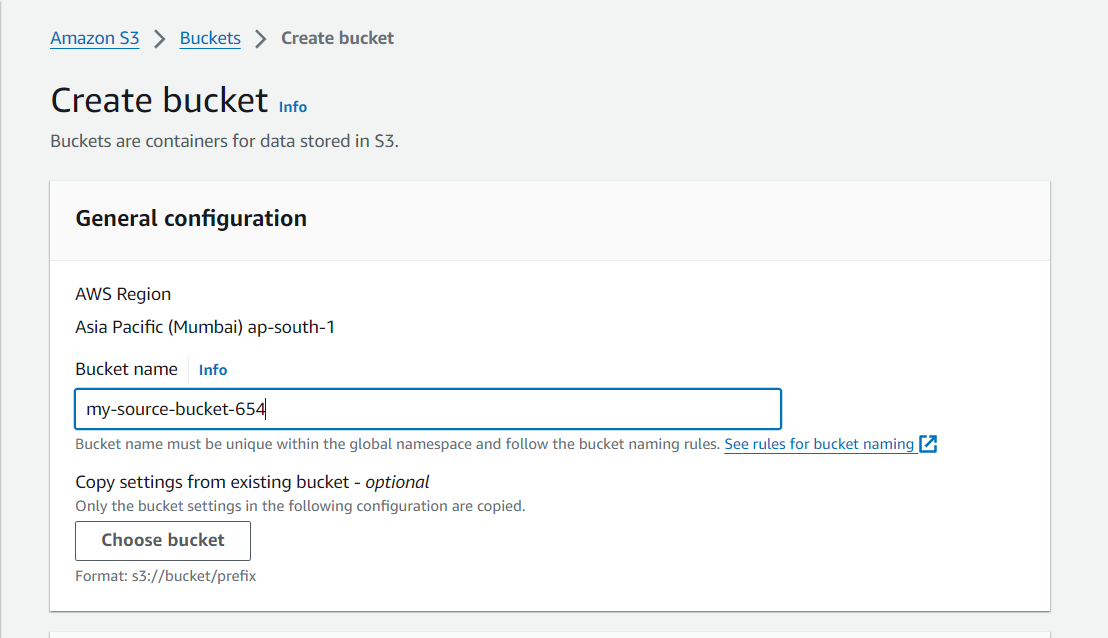 Amazon S3 > Buckets > Create bucket
Create bucket Info
Buckets are containers for data stored in S3.
General configuration
AWS Region
Asia Pacific (Mumbai) ap-south-1
Bucket name Info
my-source-bucket-654
Bucket name must be unique within the global namespace and follow the bucket naming rules. See rules for bucket naming
Copy settings from existing bucket - optional
Only the bucket settings in the following configuration are copied.
Choose bucket
Format: s3://bucket/prefix